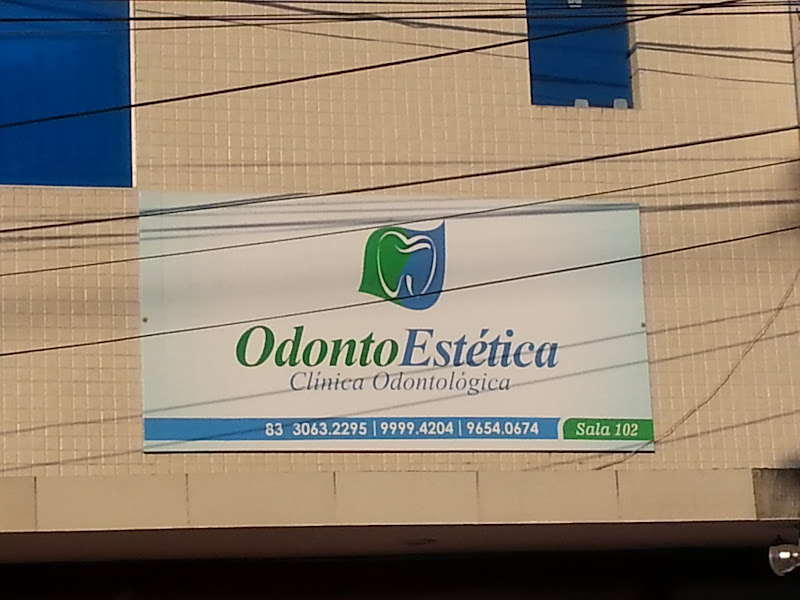 OdontoEstética
Clínica Odontológica
83 3063.2295 | 9999.4204 | 9654.0674 Sala 102